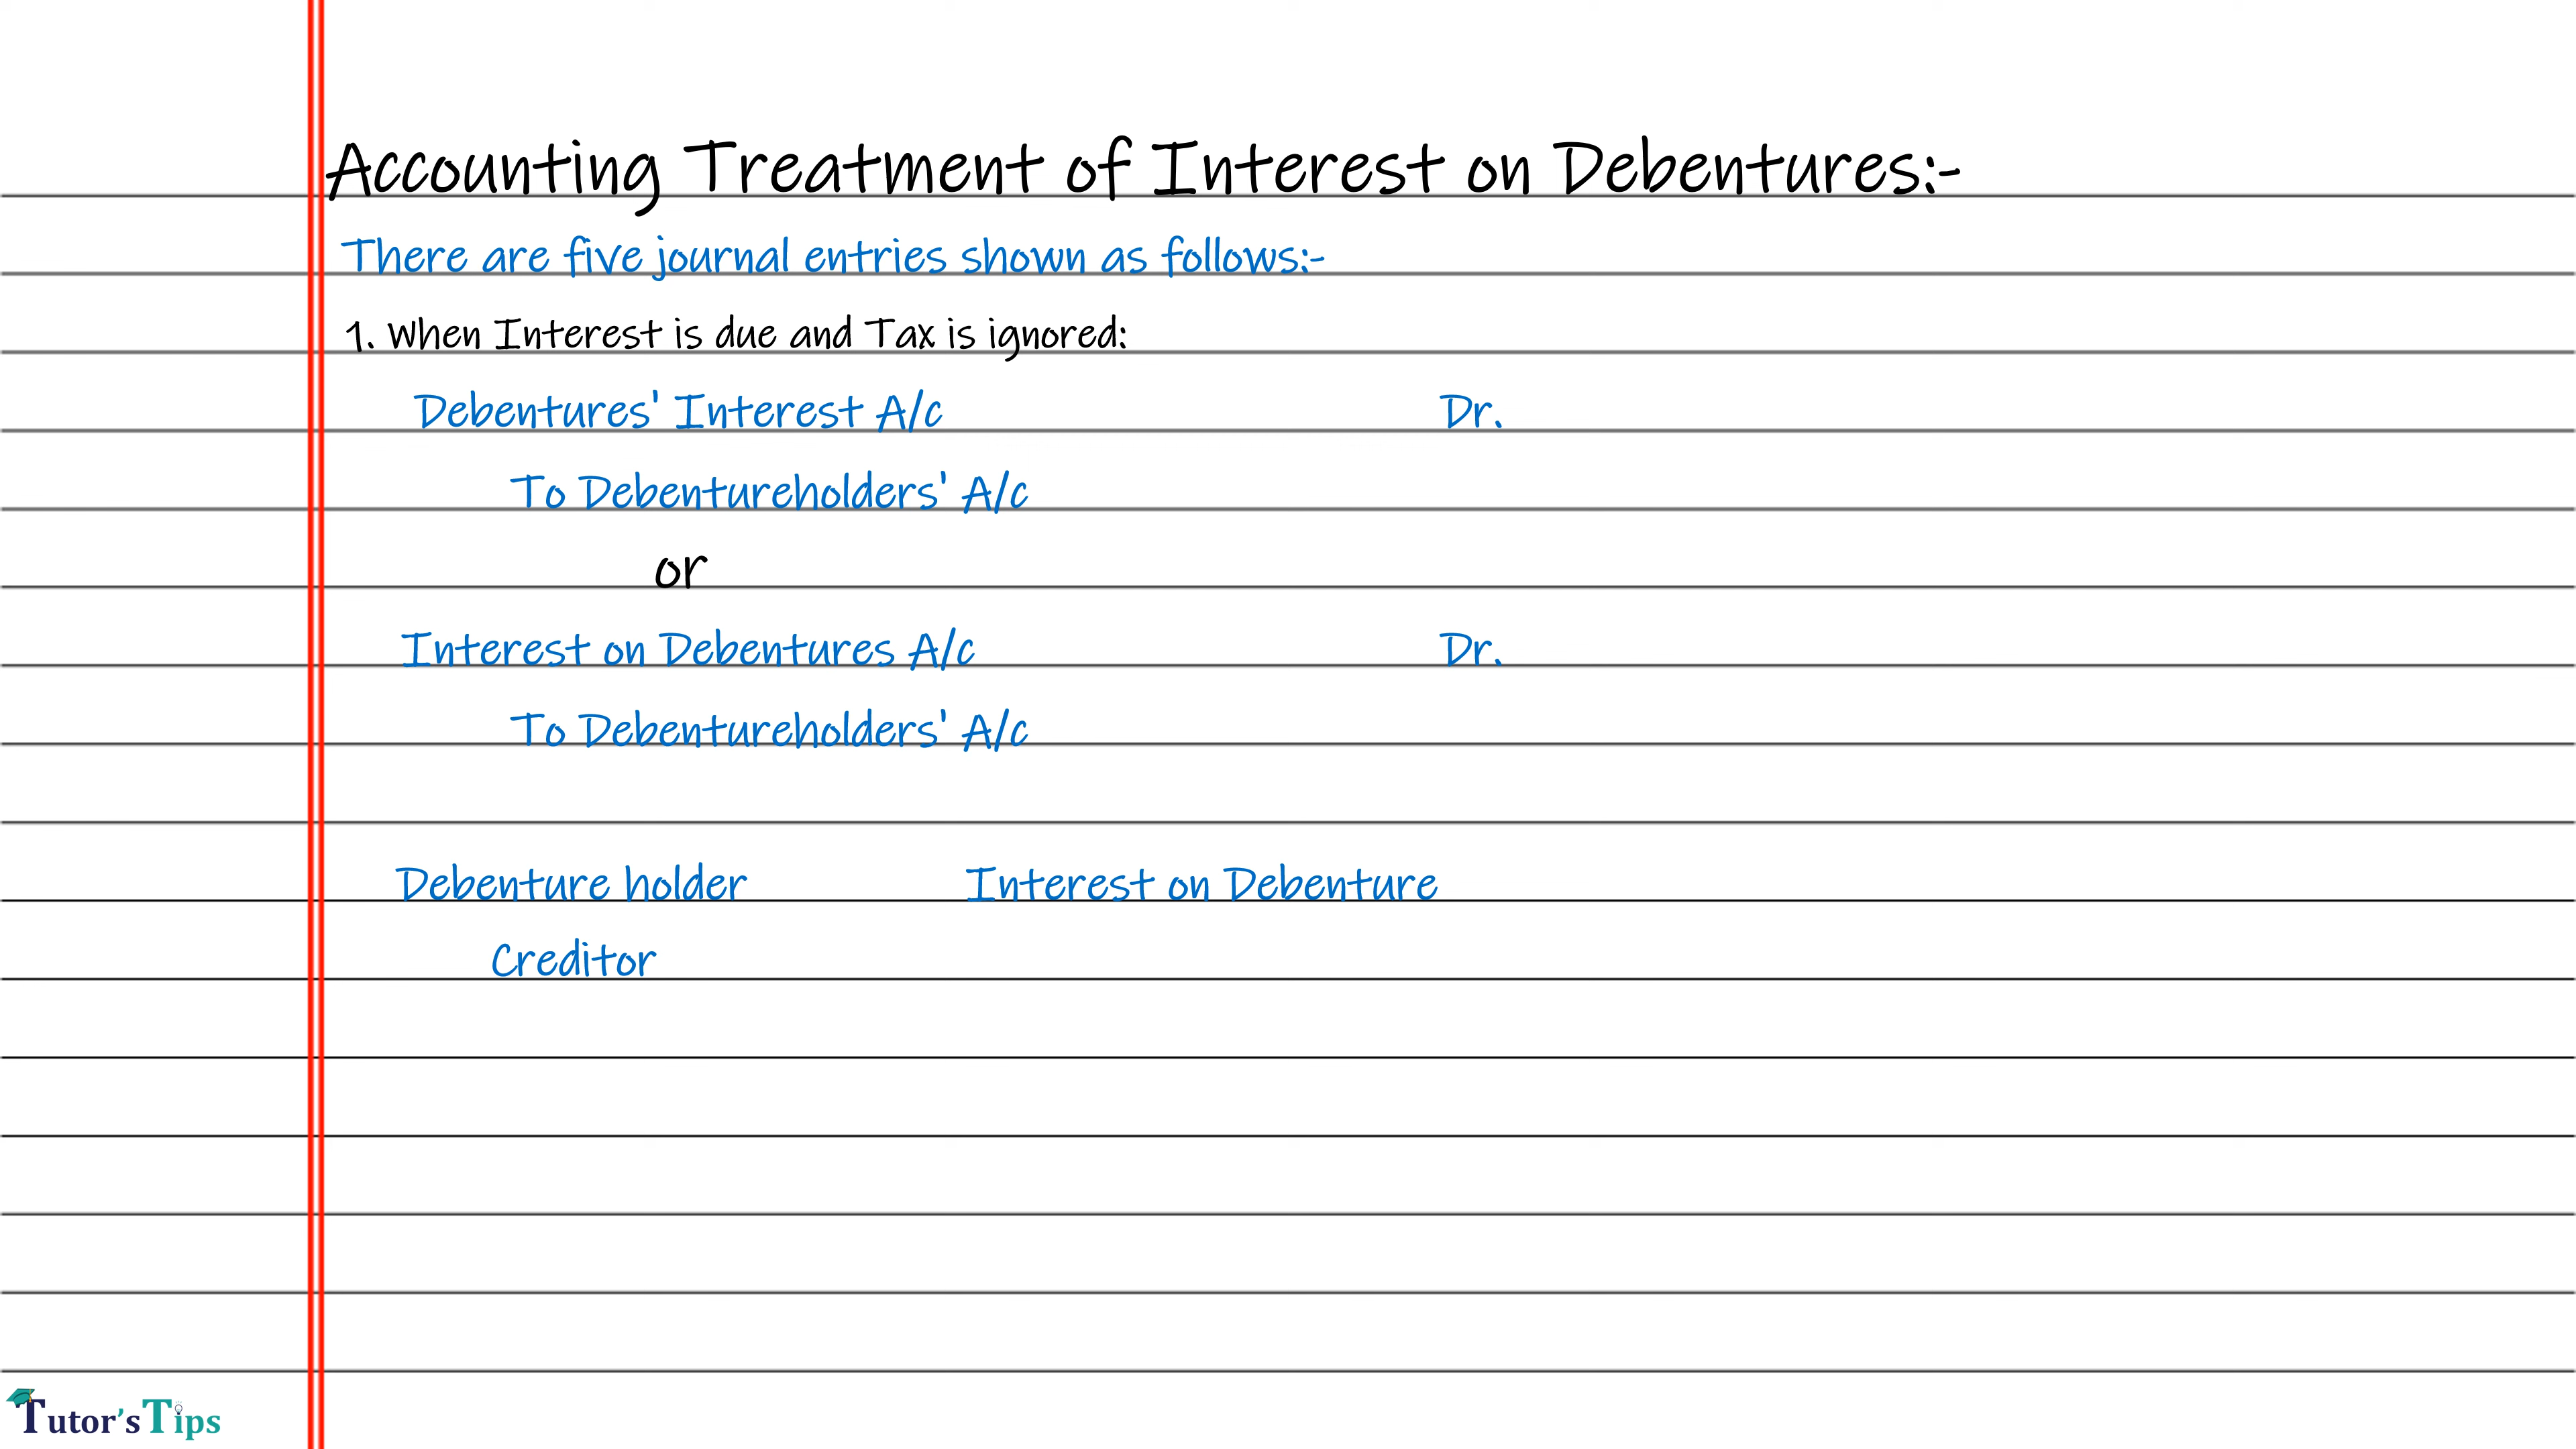 Accounting Treatment of Interest on Debentures:-
There are five journal entries shown as follows:-
1. When Interest is due and Tax is ignored:
Debentures' Interest A/c Dr.
To Debentureholders' A/c
or
Interest on Debentures A/c Dr.
To Debentureholders' A/c
Debenture holder Interest on Debenture
Creditor
Tutor's Tips